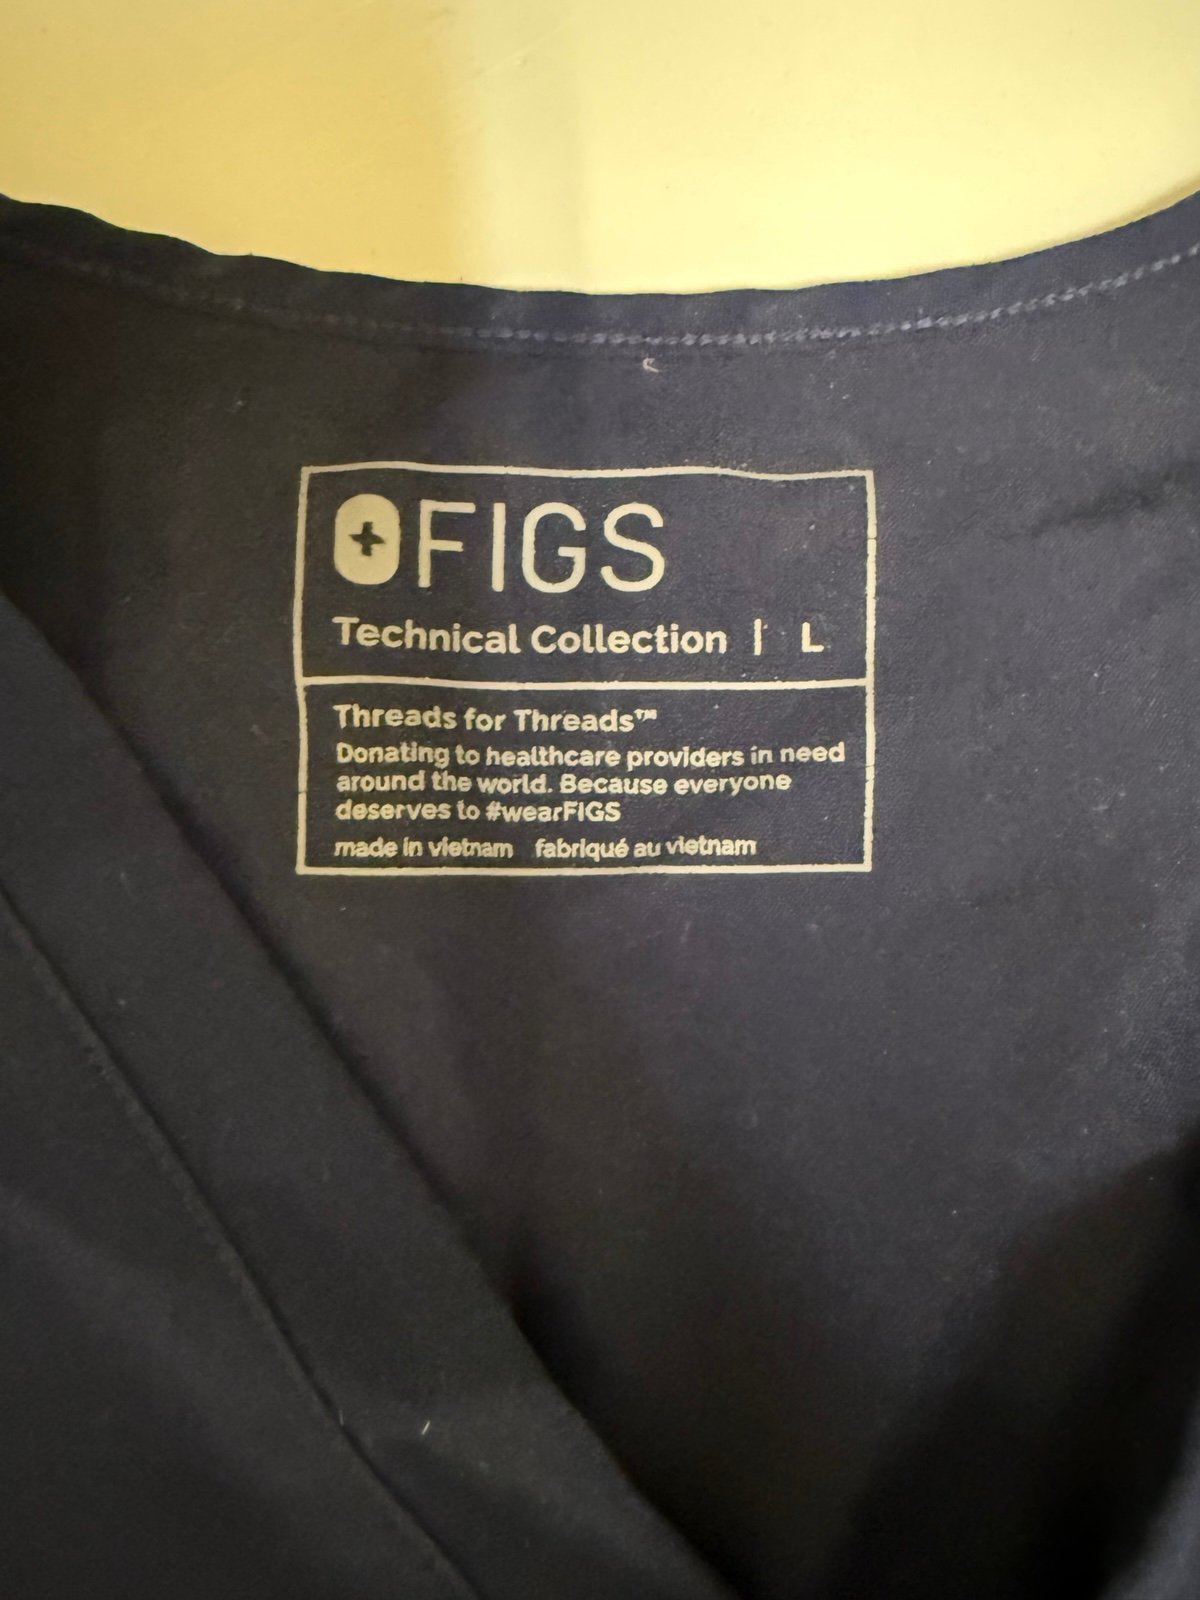 FIGS
Technical Collection | L
Threads for Threads™
Donating to healthcare providers in need
around the world. Because everyone
deserves to #wearFIGS
made in vietnam fabriqué au vietnam